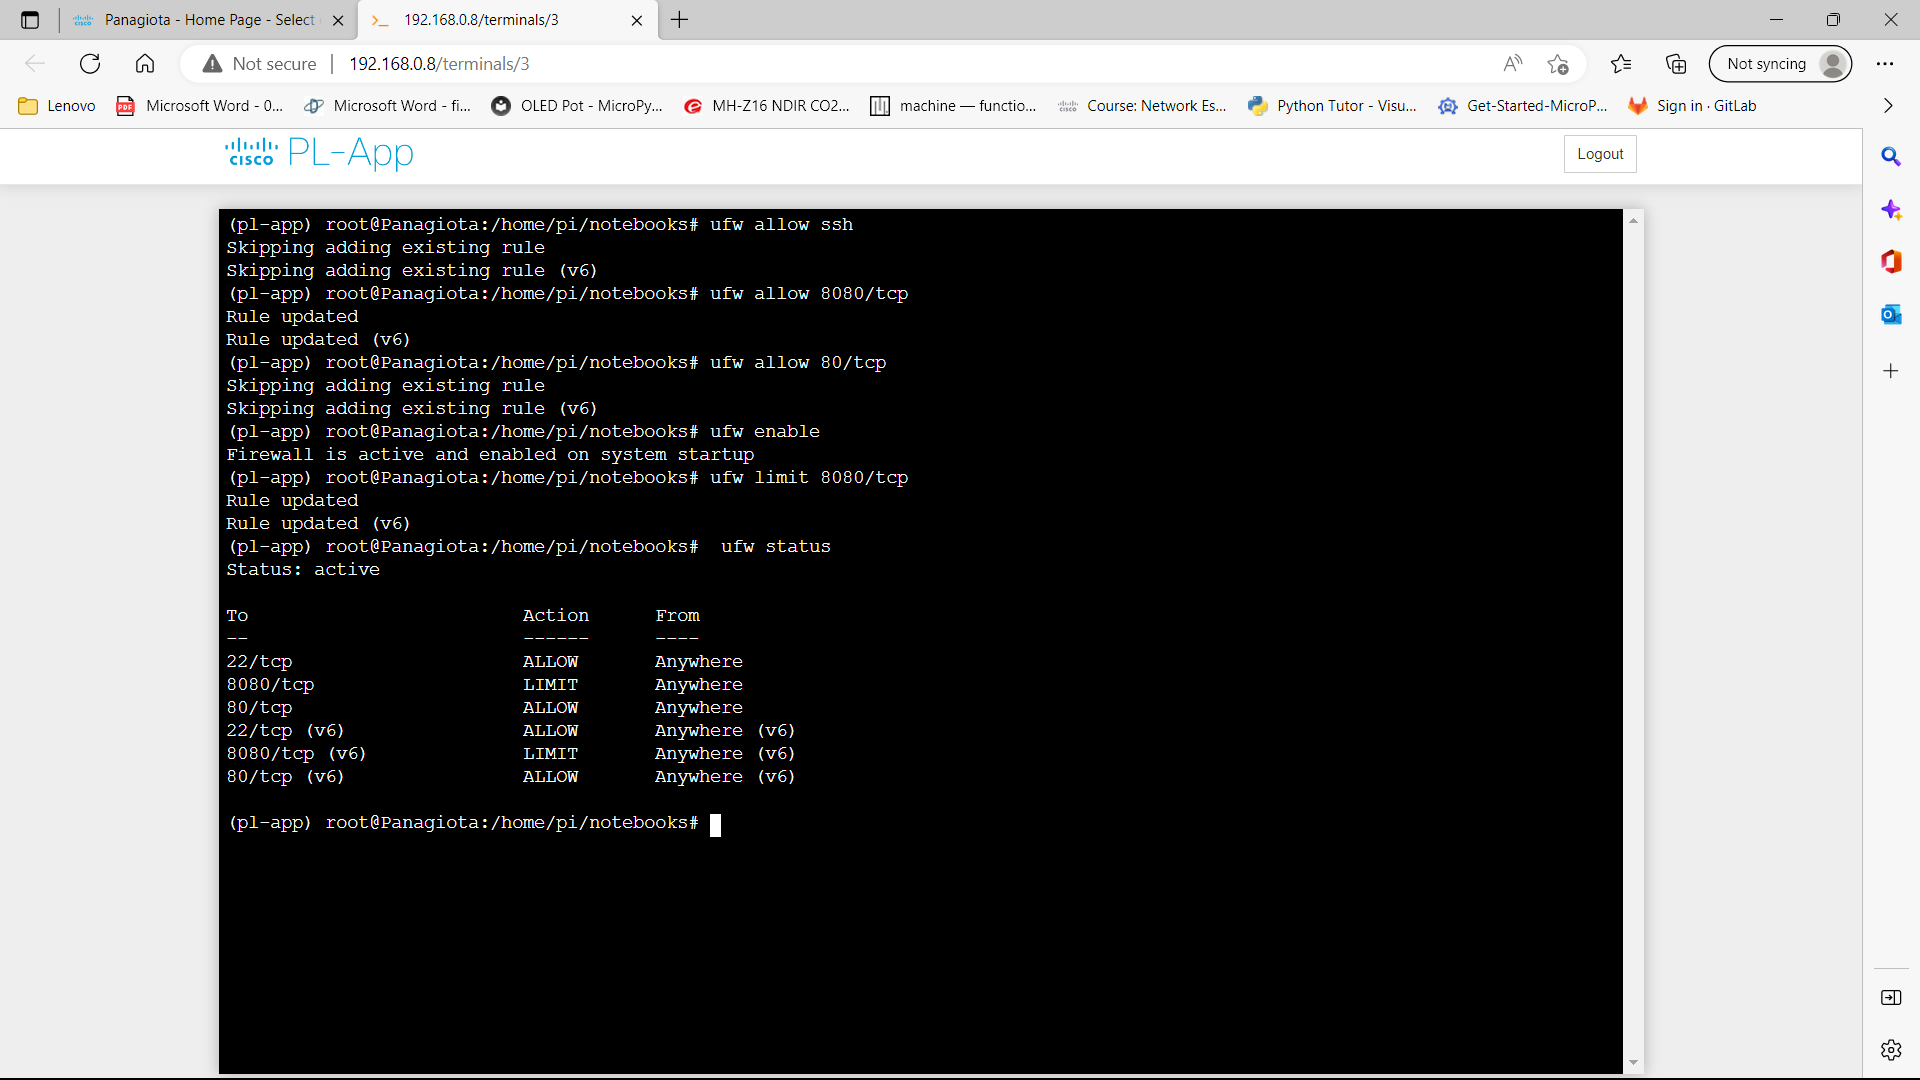 Panagiota - Home Page - Select
192.168.0.8/terminals/3
Not secure
192.168.0.8/terminals/3
Not syncing
Lenovo
Microsoft Word - 0...
Microsoft Word - fi...
OLED Pot - MicroPy...
MH-Z16 NDIR CO2...
machine — functio...
Course: Network Es...
Python Tutor - Visu...
Get-Started-MicroP...
Sign in · GitLab
cisco PL-App
Logout
(pl-app) root@Panagiota:/home/pi/notebooks# ufw allow ssh
Skipping adding existing rule
Skipping adding existing rule (v6)
(pl-app) root@Panagiota:/home/pi/notebooks# ufw allow 8080/tcp
Rule updated
Rule updated (v6)
(pl-app) root@Panagiota:/home/pi/notebooks# ufw allow 80/tcp
Skipping adding existing rule
Skipping adding existing rule (v6)
(pl-app) root@Panagiota:/home/pi/notebooks# ufw enable
Firewall is active and enabled on system startup
(pl-app) root@Panagiota:/home/pi/notebooks# ufw limit 8080/tcp
Rule updated
Rule updated (v6)
(pl-app) root@Panagiota:/home/pi/notebooks#  ufw status
Status: active
To                         Action      From
--                         ------      ----
22/tcp                     ALLOW       Anywhere
8080/tcp                   LIMIT       Anywhere
80/tcp                     ALLOW       Anywhere
22/tcp (v6)                ALLOW       Anywhere (v6)
8080/tcp (v6)              LIMIT       Anywhere (v6)
80/tcp (v6)                ALLOW       Anywhere (v6)
(pl-app) root@Panagiota:/home/pi/notebooks#